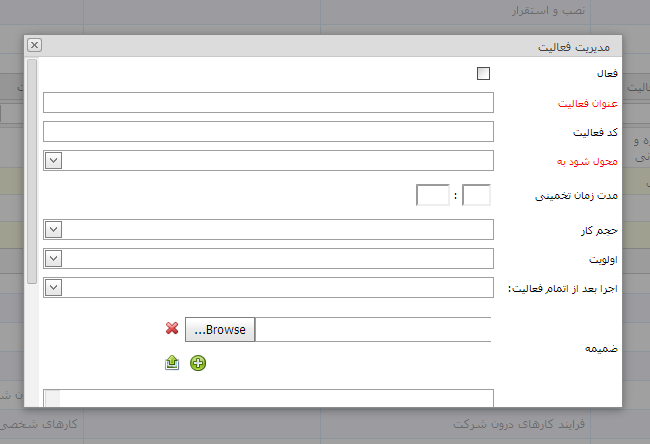 نصب و استقرار
مدیریت فعالیت
فعال
عنوان فعالیت
کد فعالیت
محول شود به
مدت زمان تخمینی
:
حجم کار
اولویت
اجرا بعد از اتمام فعالیت:
Browse...
ضمیمه
فرایند کارهای درون شرکت
کارهای شخصی